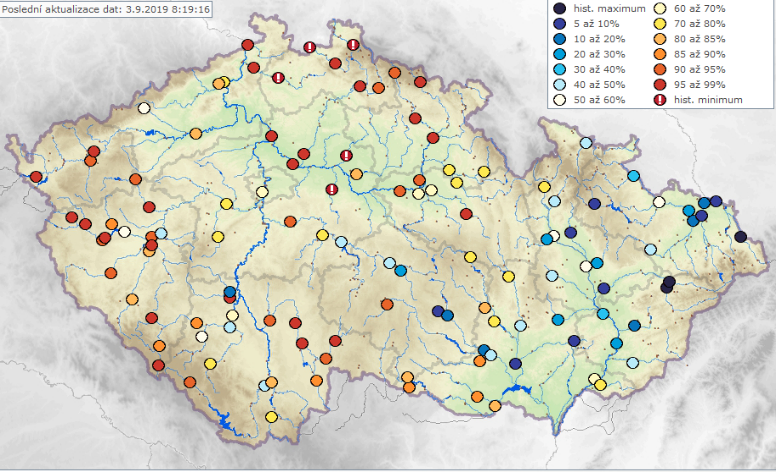 Poslední aktualizace dat: 3.9.2019 8:19:16
hist. maximum
5 až 10%
10 až 20%
20 až 30%
30 až 40%
40 až 50%
50 až 60%
60 až 70%
70 až 80%
80 až 85%
85 až 90%
90 až 95%
95 až 99%
hist. minimum